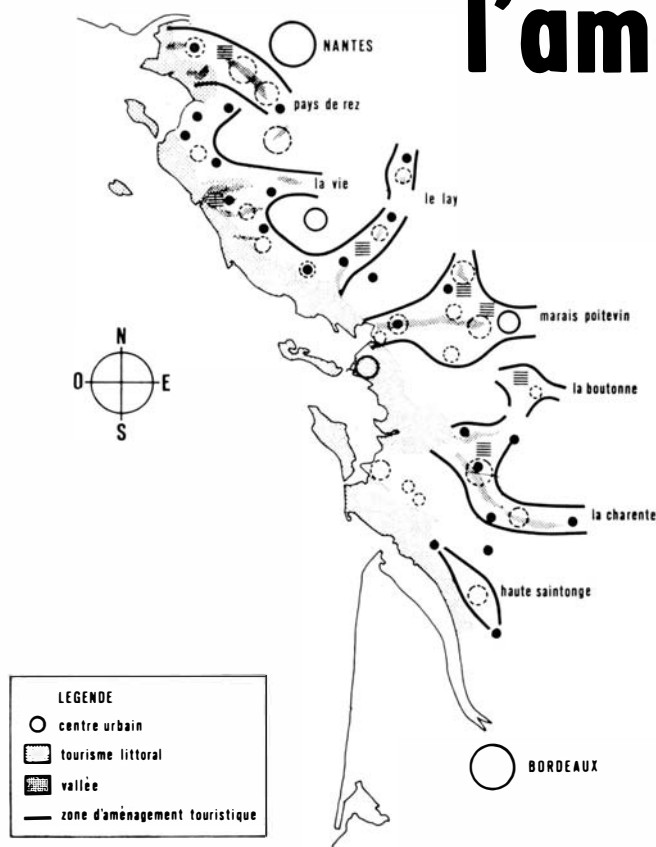 l'am
NANTES
pays de rez
la vie
le lay
marais poitevin
N
O E
S
la boutonne
la charente
haute saintonge
LEGENDE
centre urbain
tourisme littoral
vallèe
zone d'aménagement touristique
BORDEAUX